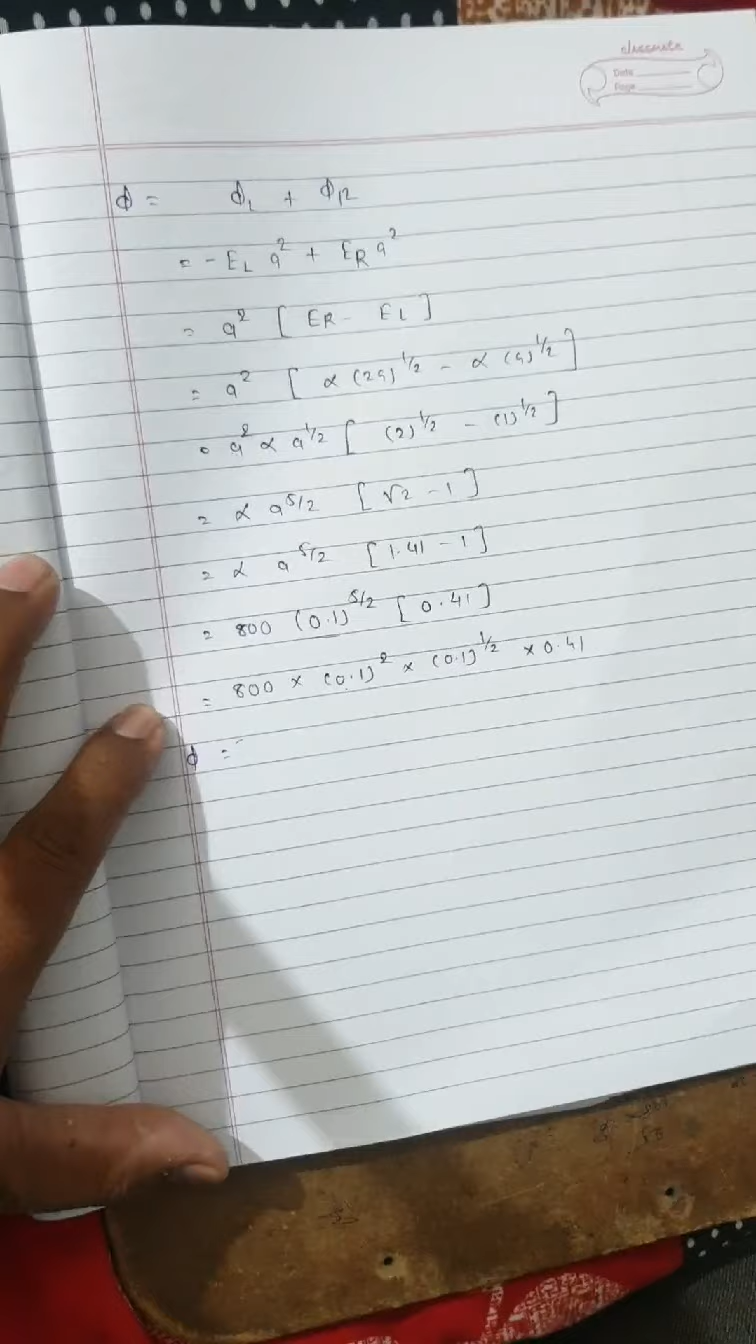 classmate
Date
Page
ϕ = ϕL + ϕR
= - EL a² + ER a²
= a² [ ER - EL ]
= a² [ α (2a)^1/2 - α (a)^1/2 ]
= a² α a^1/2 [ (2)^1/2 - (1)^1/2 ]
= α a^5/2 [ √2 - 1 ]
= α a^5/2 [ 1.41 - 1 ]
= 800 (0.1)^5/2 [ 0.41 ]
= 800 × (0.1)² × (0.1)^1/2 × 0.41
ϕ =